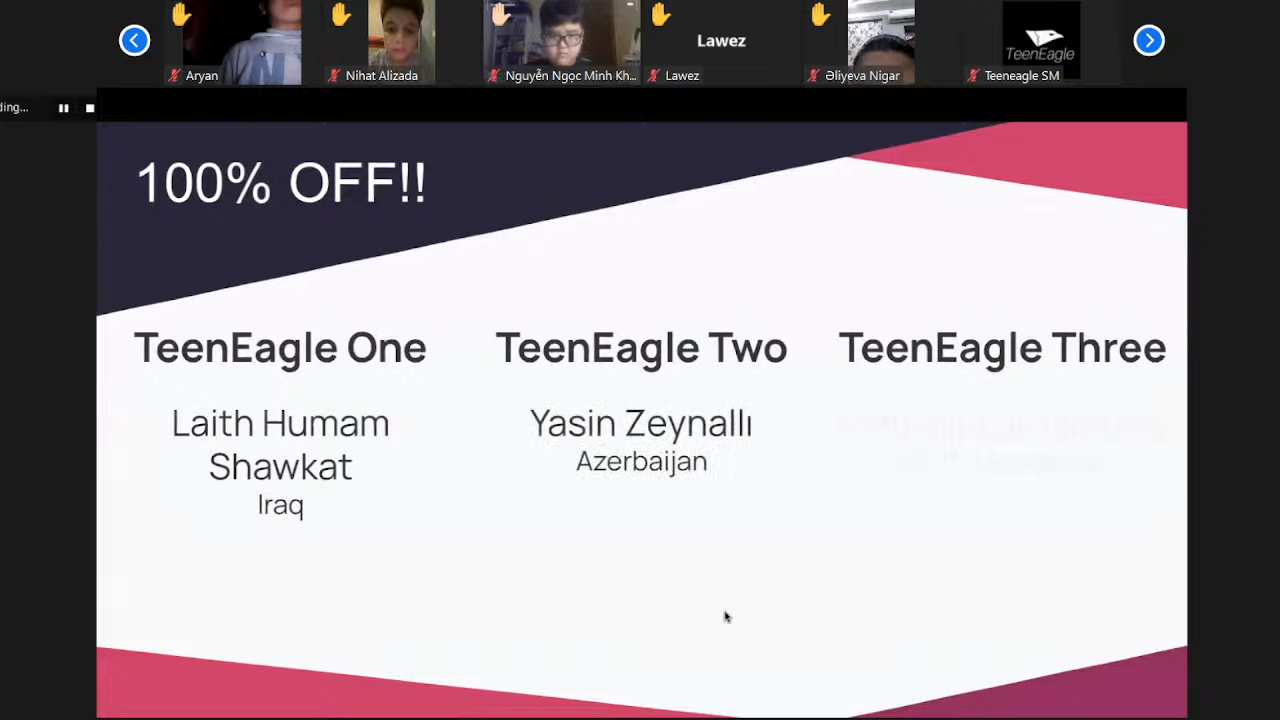 Lawez
TeenEagle
Aryan
Nihat Alizada
Nguyễn Ngọc Minh Kh...
Lawez
Əliyeva Nigar
Teeneagle SM
ding...
100% OFF!!
TeenEagle One
TeenEagle Two
TeenEagle Three
Laith Humam
Shawkat
Iraq
Yasin Zeynallı
Azerbaijan